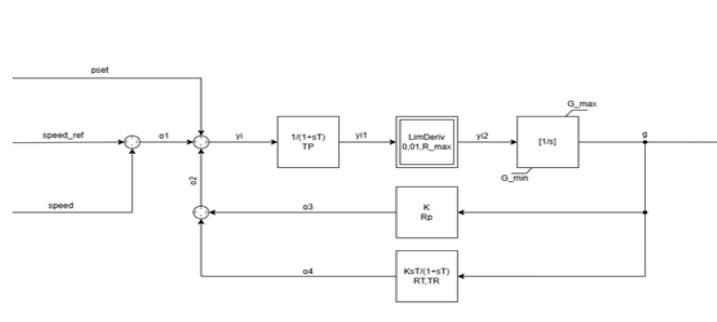 pset
G_max
speed_ref
o1
yi
1/(1+sT)
TP
yi1
LimDeriv
0,01,R_max
yi2
[1/s]
g
G_min
o2
speed
o3
K
Rp
o4
KsT/(1+sT)
RT,TR